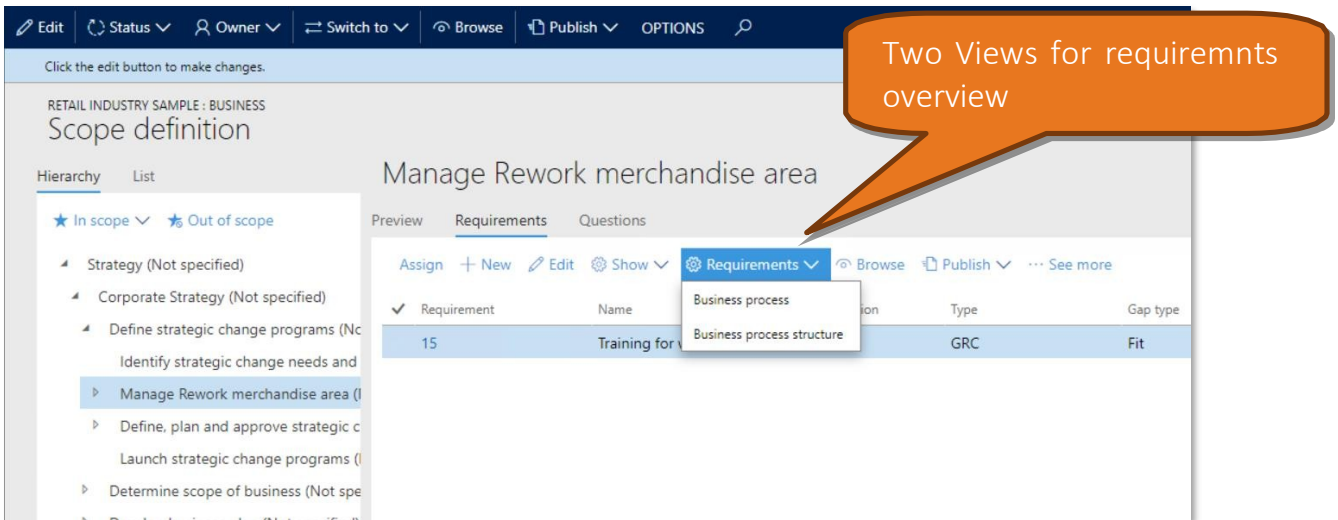 Edit Status Owner Switch to Browse Publish OPTIONS
Two Views for requiremnts
overview
Click the edit button to make changes.
RETAIL INDUSTRY SAMPLE : BUSINESS
Scope definition
Hierarchy List
Manage Rework merchandise area
In scope Out of scope
Preview Requirements Questions
Strategy (Not specified)
Assign New Edit Show Requirements Browse Publish ··· See more
Corporate Strategy (Not specified)
Requirement Name Type Gap type
Business process
Define strategic change programs
Business process structure
15 Training for GRC Fit
Identify strategic change needs and
Manage Rework merchandise area
Define, plan and approve strategic
Launch strategic change programs
Determine scope of business (Not